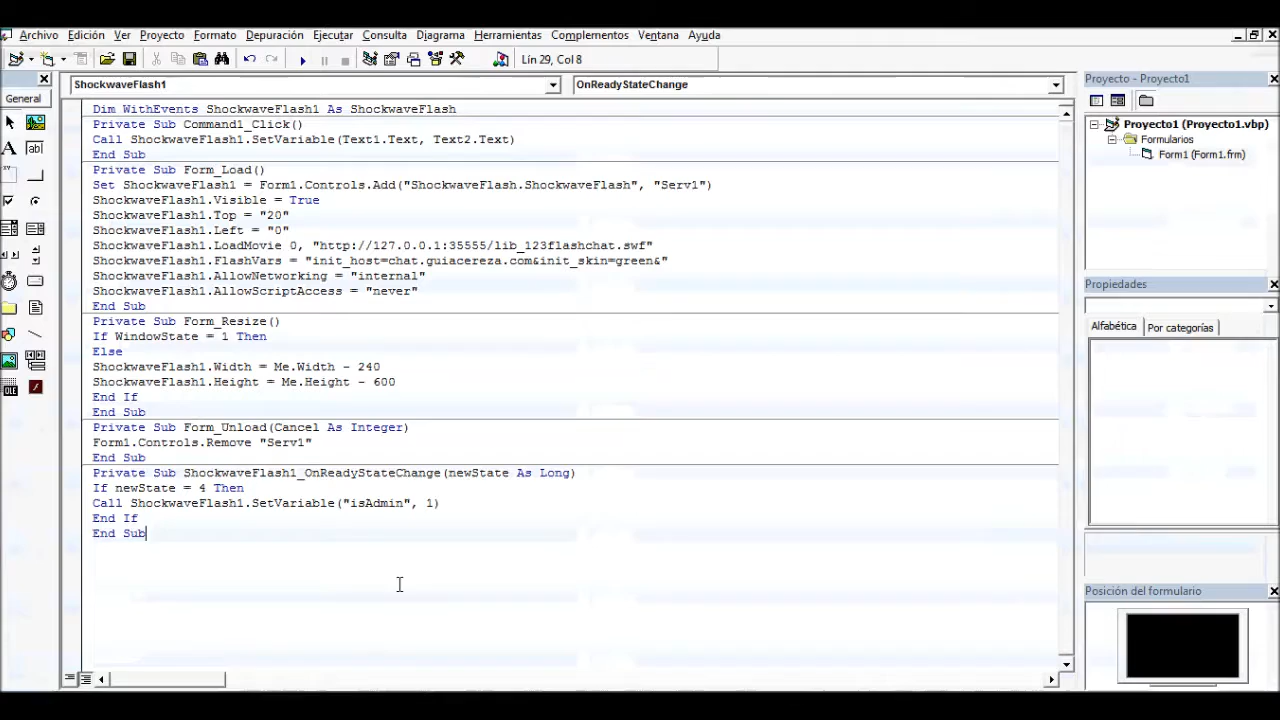 Archivo Edición Ver Proyecto Formato Depuración Ejecutar Consulta Diagrama Herramientas Complementos Ventana Ayuda
Lín 29, Col 8
ShockwaveFlash1 OnReadyStateChange
General
Dim WithEvents ShockwaveFlash1 As ShockwaveFlash
Private Sub Command1_Click()
Call ShockwaveFlash1.SetVariable(Text1.Text, Text2.Text)
End Sub
Private Sub Form_Load()
Set ShockwaveFlash1 = Form1.Controls.Add("ShockwaveFlash.ShockwaveFlash", "Serv1")
ShockwaveFlash1.Visible = True
ShockwaveFlash1.Top = "20"
ShockwaveFlash1.Left = "0"
ShockwaveFlash1.LoadMovie 0, "http://127.0.0.1:35555/lib_123flashchat.swf"
ShockwaveFlash1.FlashVars = "init_host=chat.guiacereza.com&init_skin=green&"
ShockwaveFlash1.AllowNetworking = "internal"
ShockwaveFlash1.AllowScriptAccess = "never"
End Sub
Private Sub Form_Resize()
If WindowState = 1 Then
Else
ShockwaveFlash1.Width = Me.Width - 240
ShockwaveFlash1.Height = Me.Height - 600
End If
End Sub
Private Sub Form_Unload(Cancel As Integer)
Form1.Controls.Remove "Serv1"
End Sub
Private Sub ShockwaveFlash1_OnReadyStateChange(newState As Long)
If newState = 4 Then
Call ShockwaveFlash1.SetVariable("isAdmin", 1)
End If
End Sub
Proyecto - Proyecto1
Proyecto1 (Proyecto1.vbp)
Formularios
Form1 (Form1.frm)
Propiedades
Alfabética Por categorías
Posición del formulario